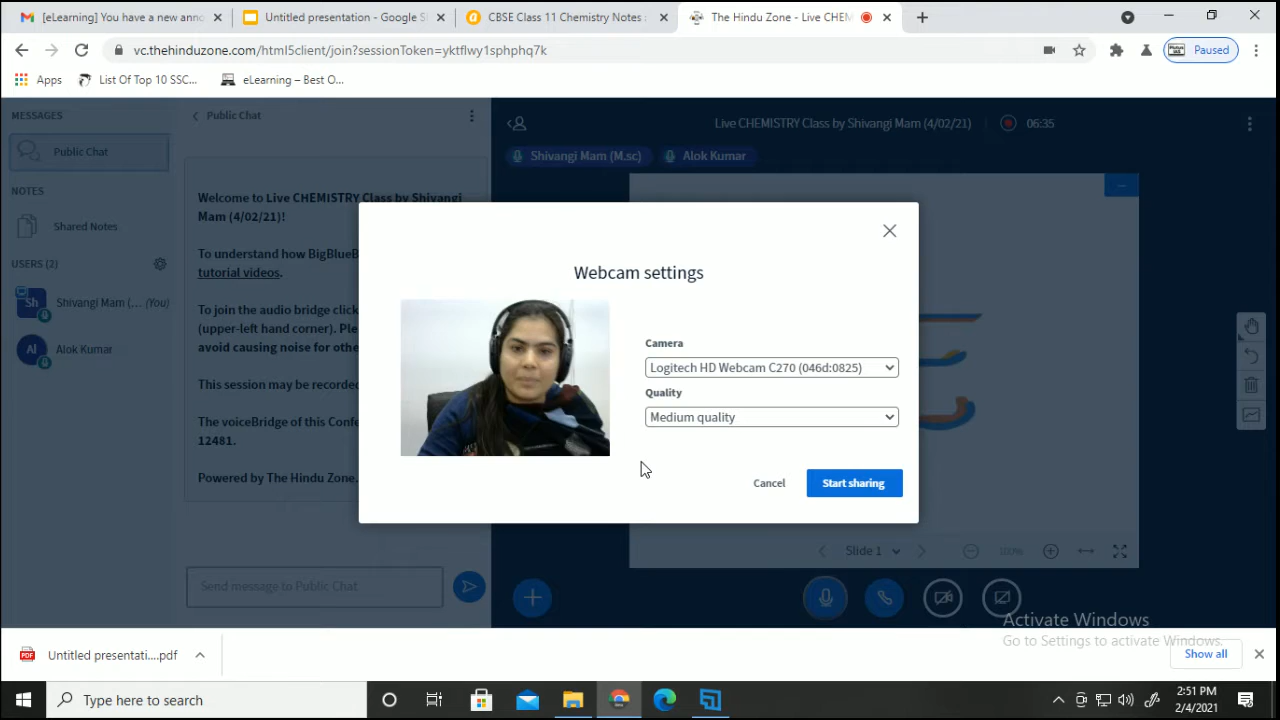 [eLearning] You have a new anno
Untitled presentation - Google S
CBSE Class 11 Chemistry Notes
The Hindu Zone - Live CHEM
vc.thehinduzone.com/html5client/join?sessionToken=yktflwy1sphphq7k
Paused
Apps
List Of Top 10 SSC...
eLearning – Best O...
MESSAGES
Public Chat
NOTES
Shared Notes
USERS (2)
Sh
Shivangi Mam (... (You)
Al
Alok Kumar
Public Chat
Welcome to Live CHEMISTRY Class by Shivangi
Mam (4/02/21)!
To understand how BigBlueB
tutorial videos.
To join the audio bridge clic
(upper-left hand corner). Ple
avoid causing noise for othe
This session may be recorded
The voiceBridge of this Confe
12481.
Powered by The Hindu Zone.
Send message to Public Chat
Live CHEMISTRY Class by Shivangi Mam (4/02/21)
06:35
Shivangi Mam (M.sc)
Alok Kumar
Webcam settings
Camera
Logitech HD Webcam C270 (046d:0825)
Quality
Medium quality
Cancel
Start sharing
Slide 1
100%
Activate Windows
Go to Settings to activate Windows.
Untitled presentati....pdf
Show all
Type here to search
2:51 PM
2/4/2021